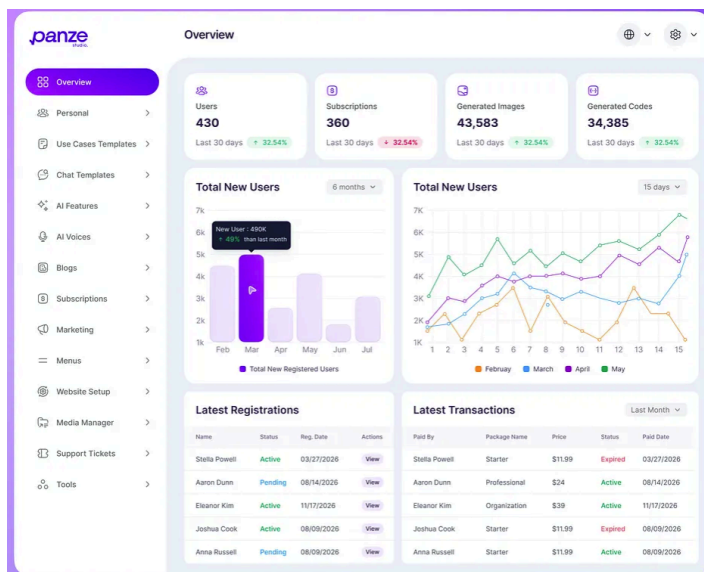 panze
studio.
Overview
Overview
Personal
Use Cases Templates
Chat Templates
AI Features
AI Voices
Blogs
Subscriptions
Marketing
Menus
Website Setup
Media Manager
Support Tickets
Tools
Users
430
Last 30 days ↑ 32.54%
Subscriptions
360
Last 30 days ↓ 32.54%
Generated Images
43,583
Last 30 days ↑ 32.54%
Generated Codes
34,385
Last 30 days ↑ 32.54%
Total New Users 6 months
7k
6k
5k
4k
3k
2k
1k
New User : 490K
↑ 49% than last month
Feb Mar Apr May Jun Jul
Total New Registered Users
Total New Users 15 days
7K
6K
5K
4K
3K
2K
1K
1 2 3 4 5 6 7 8 9 10 11 12 13 14 15
Februay March April May
Latest Registrations
Name Status Reg. Date Actions
Stella Powell Active 03/27/2026 View
Aaron Dunn Pending 08/14/2026 View
Eleanor Kim Active 11/17/2026 View
Joshua Cook Active 08/09/2026 View
Anna Russell Pending 08/09/2026 View
Latest Transactions Last Month
Paid By Package Name Price Status Paid Date
Stella Powell Starter $11.99 Expired 03/27/2026
Aaron Dunn Professional $24 Active 08/14/2026
Eleanor Kim Organization $39 Active 11/17/2026
Joshua Cook Starter $11.99 Expired 08/09/2026
Anna Russell Starter $11.99 Active 08/09/2026